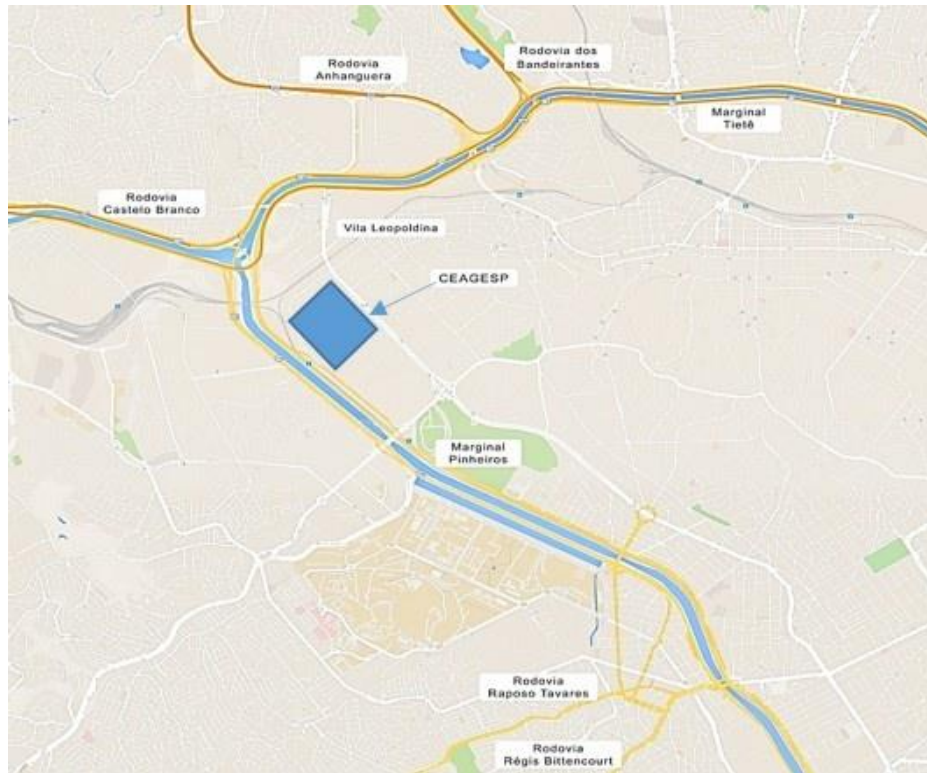 Rodovia dos
Bandeirantes
Rodovia
Anhanguera
Marginal
Tietê
Rodovia
Castelo Branco
Vila Leopoldina
CEAGESP
Marginal
Pinheiros
Rodovia
Raposo Tavares
Rodovia
Régis Bittencourt